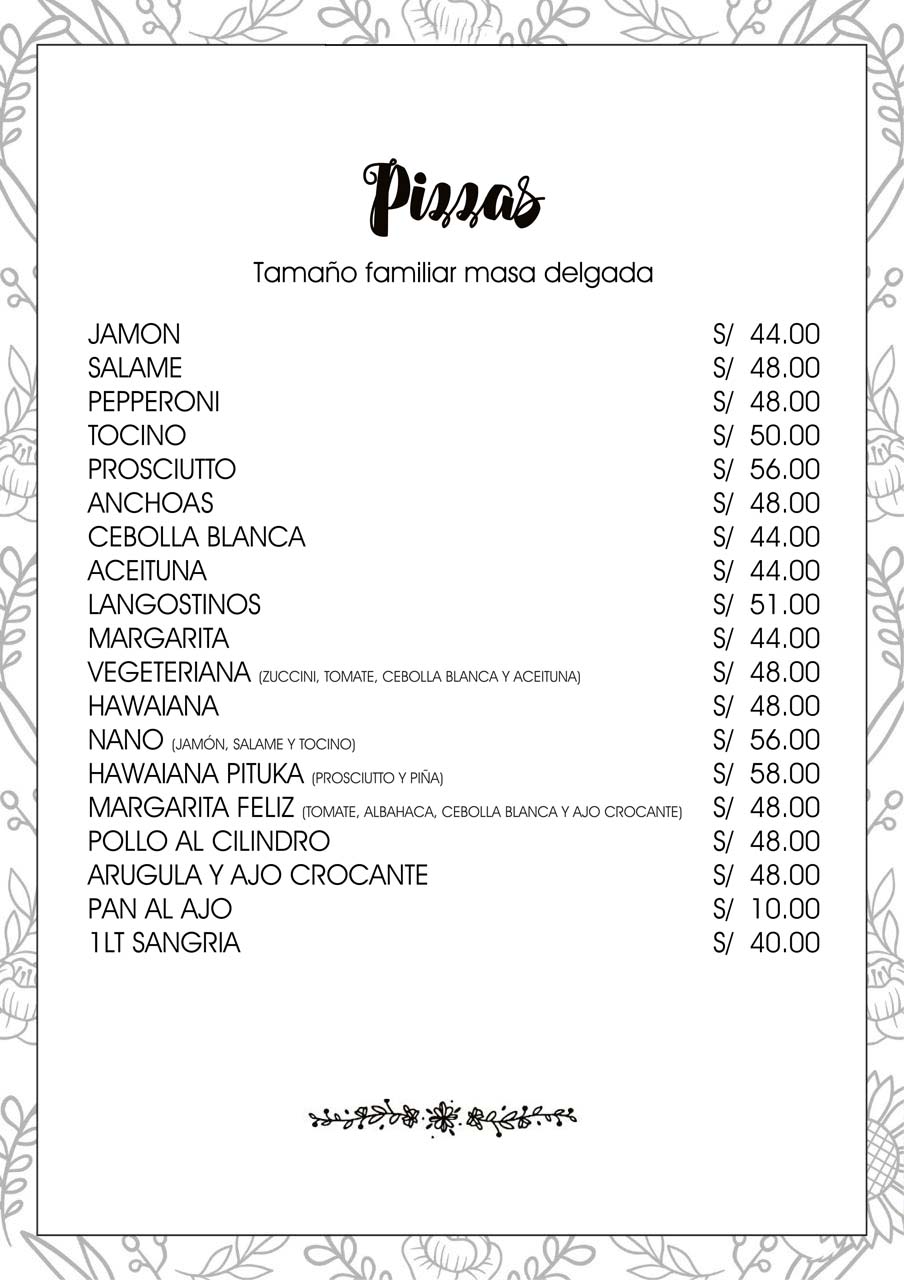 Pizzas
Tamaño familiar masa delgada
JAMON S/ 44.00
SALAME S/ 48.00
PEPPERONI S/ 48.00
TOCINO S/ 50.00
PROSCIUTTO S/ 56.00
ANCHOAS S/ 48.00
CEBOLLA BLANCA S/ 44.00
ACEITUNA S/ 44.00
LANGOSTINOS S/ 51.00
MARGARITA S/ 44.00
VEGETERIANA (ZUCCINI, TOMATE, CEBOLLA BLANCA Y ACEITUNA) S/ 48.00
HAWAIANA S/ 48.00
NANO (JAMÓN, SALAME Y TOCINO) S/ 56.00
HAWAIANA PITUKA (PROSCIUTTO Y PIÑA) S/ 58.00
MARGARITA FELIZ (TOMATE, ALBAHACA, CEBOLLA BLANCA Y AJO CROCANTE) S/ 48.00
POLLO AL CILINDRO S/ 48.00
ARUGULA Y AJO CROCANTE S/ 48.00
PAN AL AJO S/ 10.00
1LT SANGRIA S/ 40.00